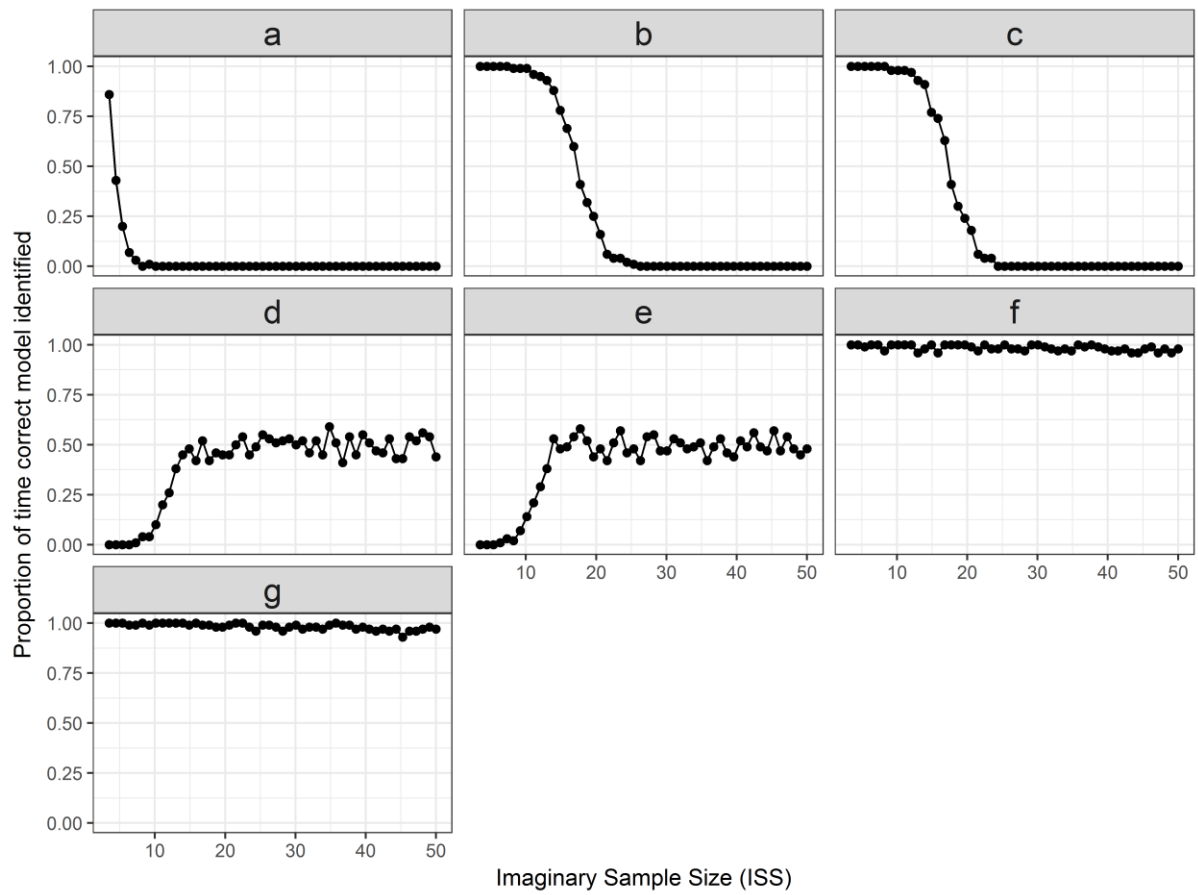 a b c
1.00
0.75
0.50
0.25
0.00
d e f
1.00
0.75
0.50
0.25
0.00
10 20 30 40 50 10 20 30 40 50
g
1.00
0.75
0.50
0.25
0.00
10 20 30 40 50
Proportion of time correct model identified
Imaginary Sample Size (ISS)